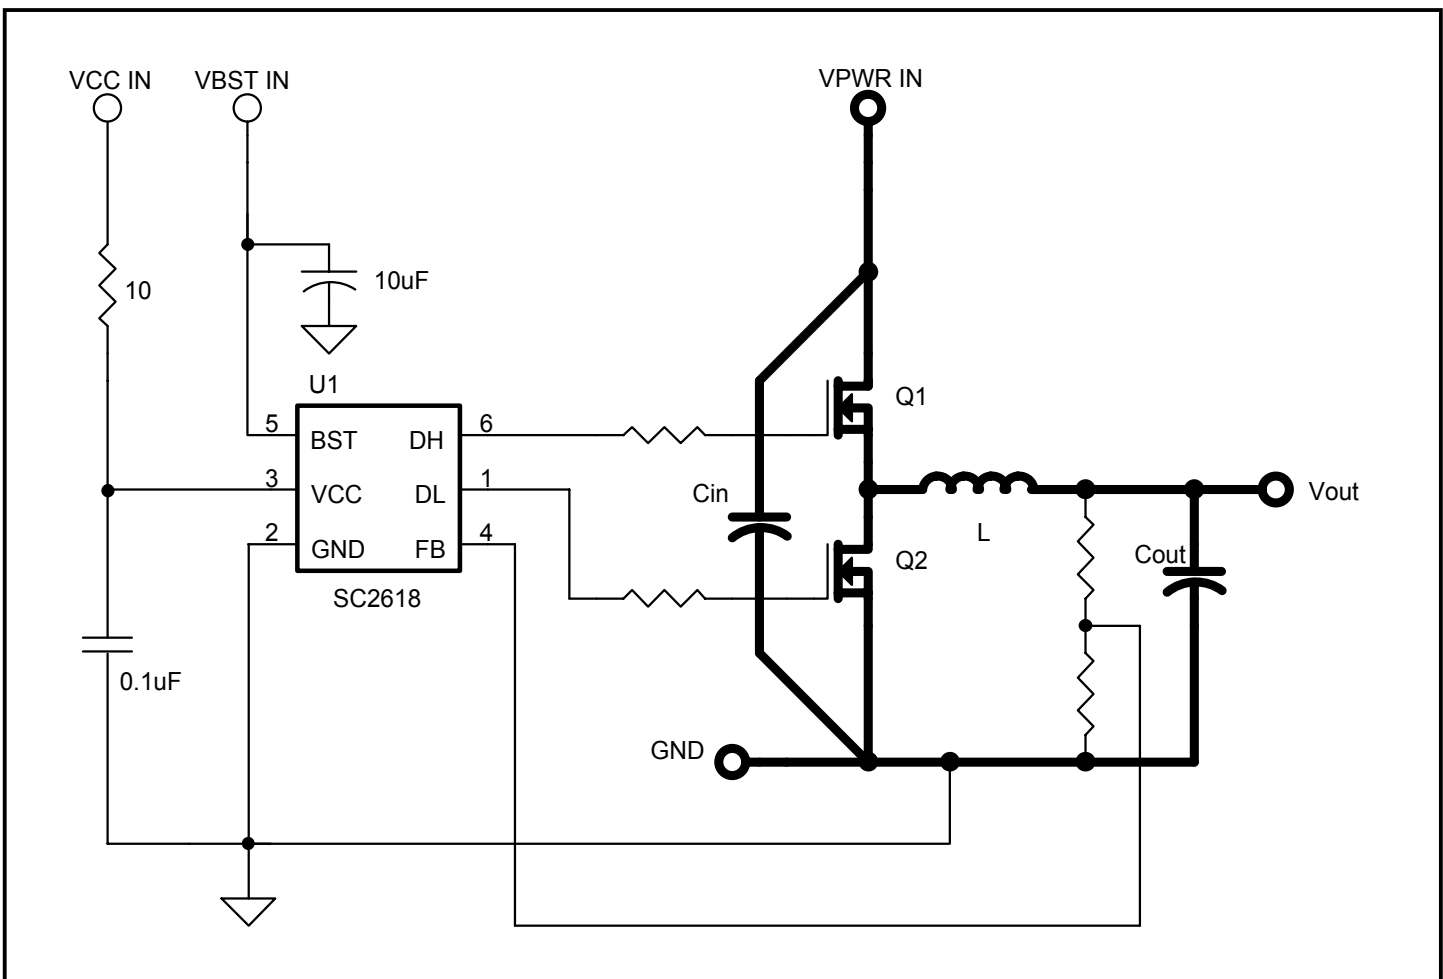 VCC IN
VBST IN
VPWR IN
10
10uF
U1
Q1
5
BST
DH
6
3
VCC
DL
1
Cin
L
Vout
2
GND
FB
4
Q2
Cout
SC2618
0.1uF
GND